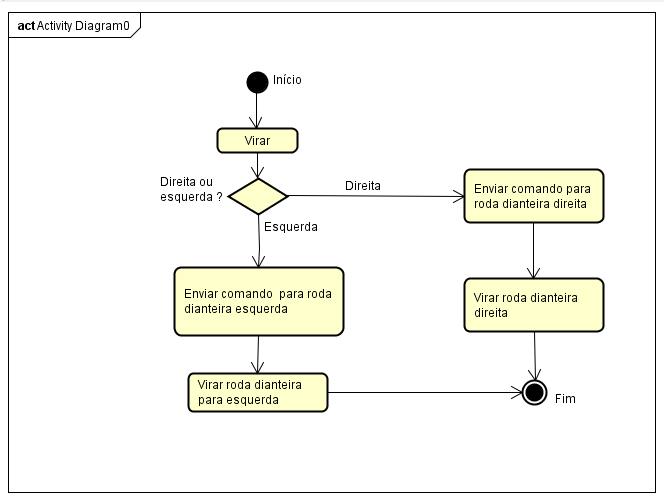 act Activity Diagram0
Início
Virar
Direita ou
esquerda ?
Direita
Enviar comando para
roda dianteira direita
Esquerda
Enviar comando  para roda
dianteira esquerda
Virar roda dianteira
direita
Virar roda dianteira
para esquerda
Fim